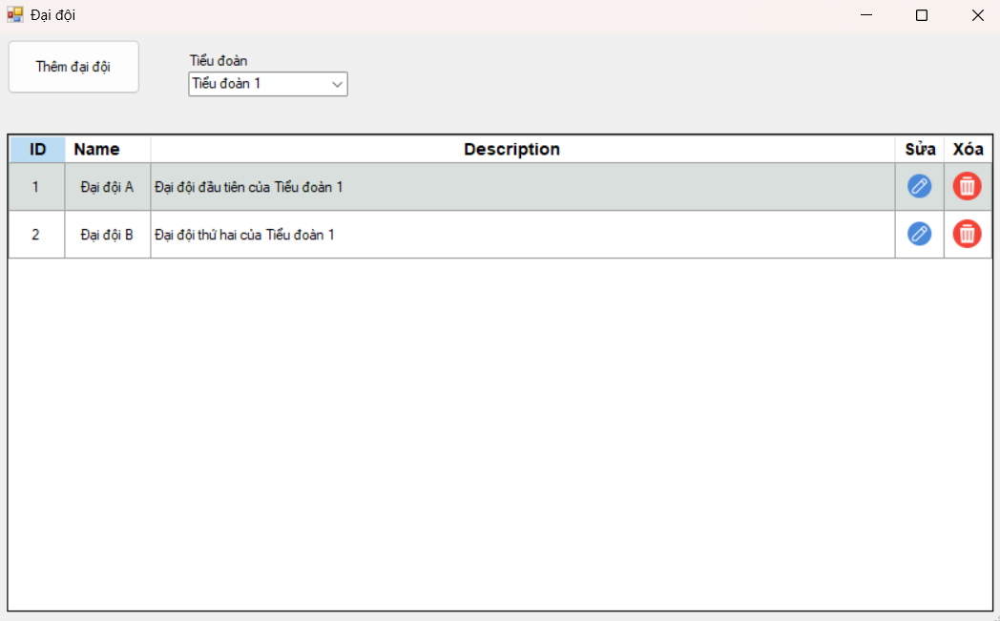 Đại đội
Thêm đại đội
Tiểu đoàn
Tiểu đoàn 1
ID Name Description Sửa Xóa
1 Đại đội A Đại đội đầu tiên của Tiểu đoàn 1
2 Đại đội B Đại đội thứ hai của Tiểu đoàn 1